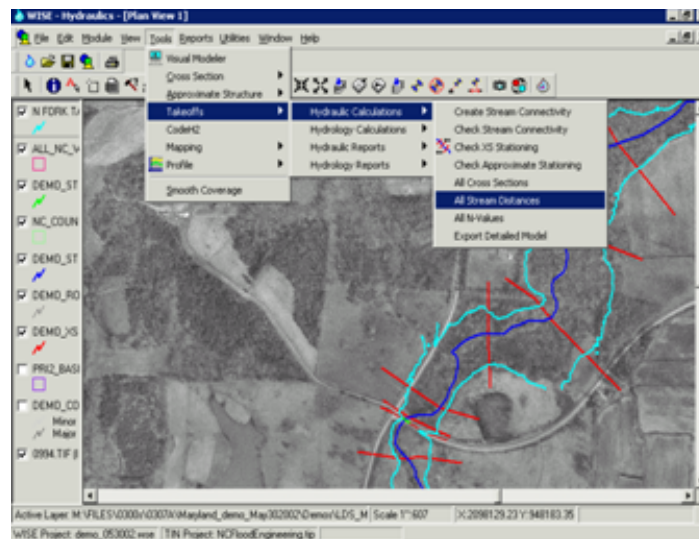 WISE - Hydraulics - [Plan View 1]
File Edit Module View Tools Reports Utilities Window Help
Visual Modeler
Cross Section
Approximate Structure
Takeoffs
CodeH2
Mapping
Profile
Smooth Coverage
Hydraulic Calculations
Hydrology Calculations
Hydraulic Reports
Hydrology Reports
Create Stream Connectivity
Check Stream Connectivity
Check XS Stationing
Check Approximate Stationing
All Cross Sections
All Stream Distances
All N-Values
Export Detailed Model
N FORK TA
ALL_NC_V
DEMO_ST
NC_COUN
DEMO_ST
DEMO_RO
DEMO_XS
PRI2_BASI
DEMO_CO
Minor
Major
0994.TIF
Active Layer: M:\FILES\0300s\0307A\Maryland_demo_May302002\Demos\LDS_M Scale 1":607 X:2098129.23 Y:948183.35
WISE Project: demo_053002.wse TIN Project: NCFloodEngineering.tip